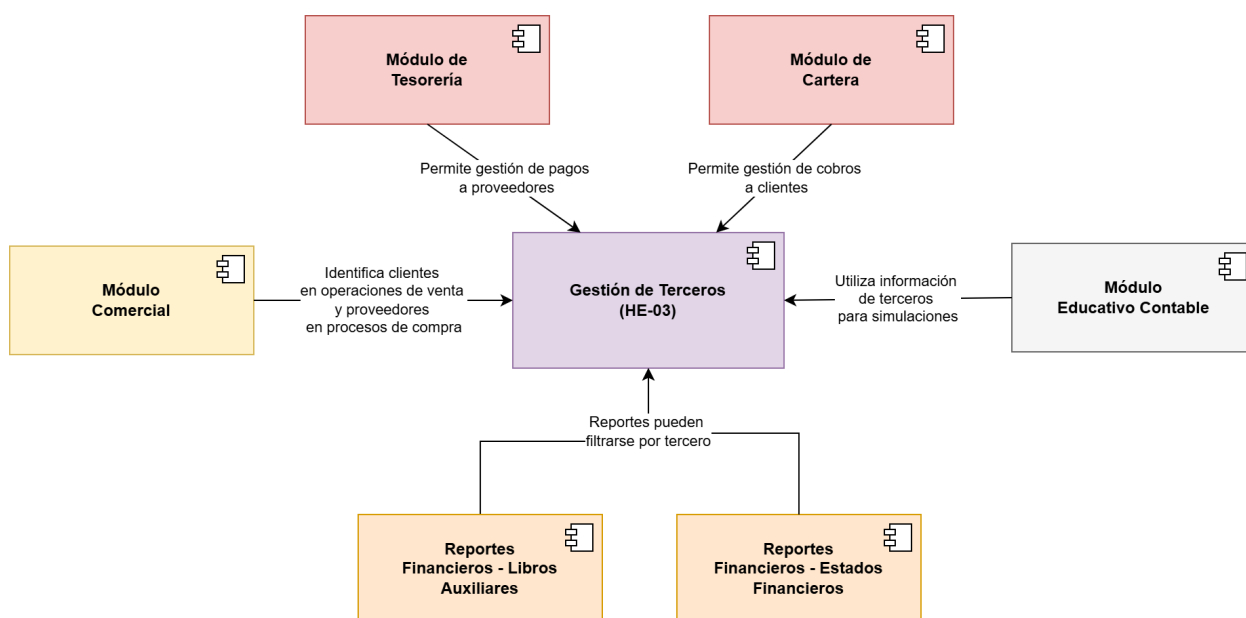 Módulo de
Tesorería
Módulo de
Cartera
Permite gestión de pagos
a proveedores
Permite gestión de cobros
a clientes
Módulo
Comercial
Identifica clientes
en operaciones de venta
y proveedores
en procesos de compra
Gestión de Terceros
(HE-03)
Utiliza información
de terceros
para simulaciones
Módulo
Educativo Contable
Reportes pueden
filtrarse por tercero
Reportes
Financieros - Libros
Auxiliares
Reportes
Financieros - Estados
Financieros